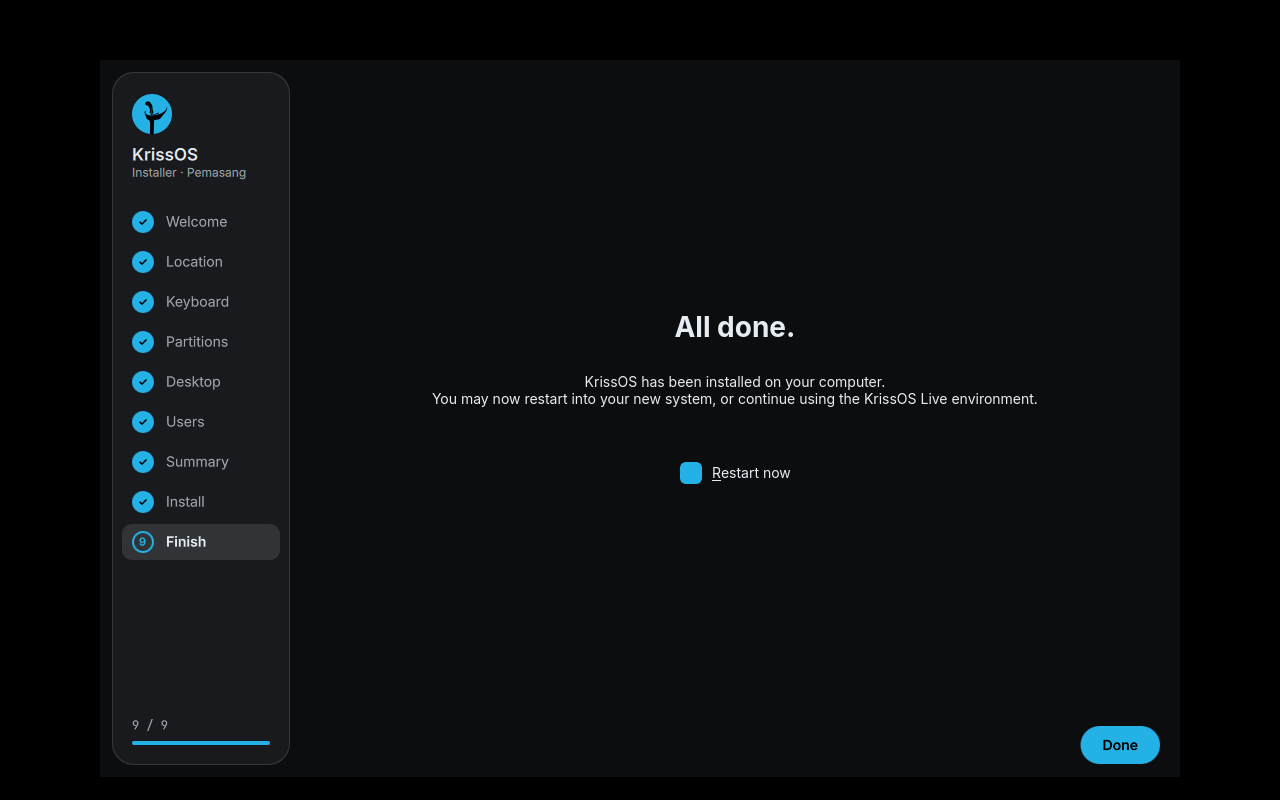 KrissOS
Installer · Pemasang
Welcome
Location
Keyboard
Partitions
Desktop
Users
Summary
Install
9 Finish
9 / 9
All done.
KrissOS has been installed on your computer.
You may now restart into your new system, or continue using the KrissOS Live environment.
Restart now
Done